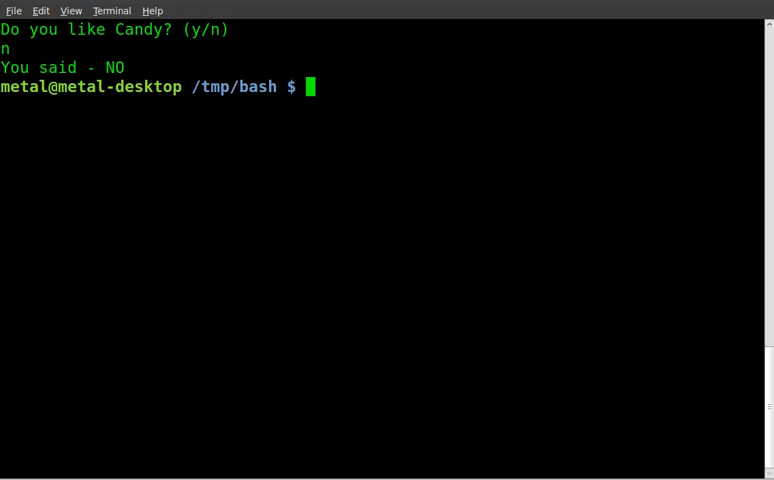 File Edit View Terminal Help
Do you like Candy? (y/n)
n
You said - NO
metal@metal-desktop /tmp/bash $